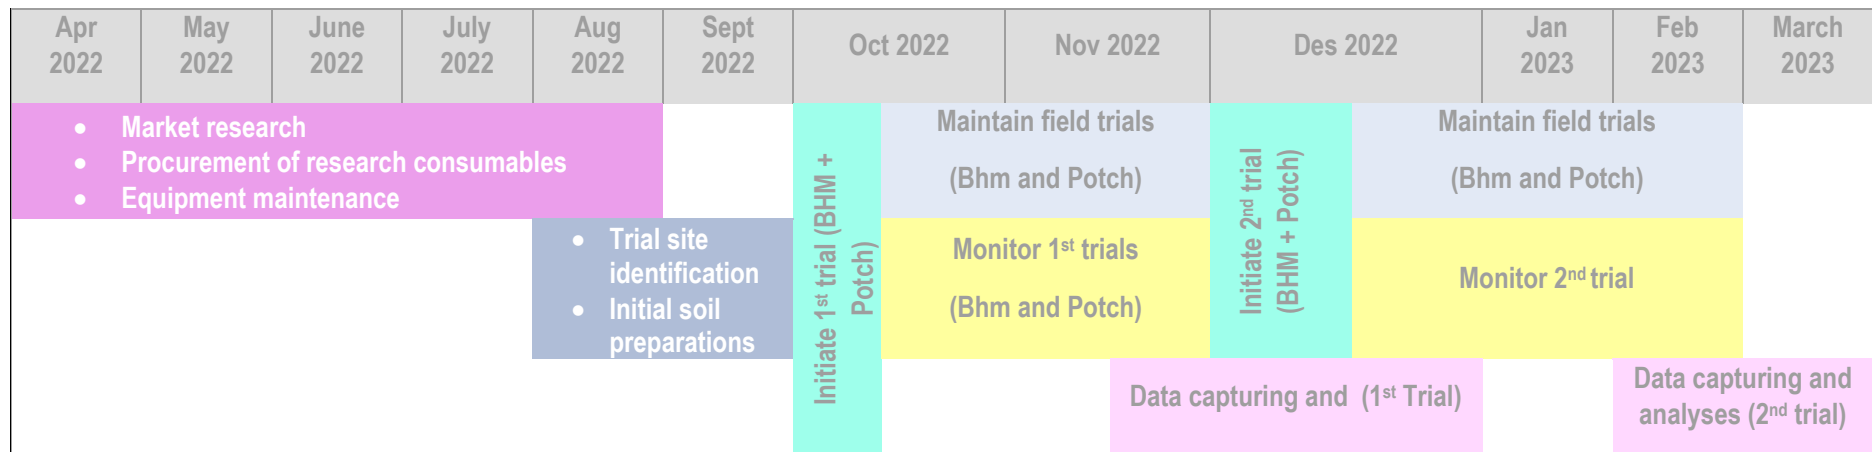 Apr
2022
May
2022
June
2022
July
2022
Aug
2022
Sept
2022
Oct 2022
Nov 2022
Des 2022
Jan
2023
Feb
2023
March
2023
• Market research
• Procurement of research consumables
• Equipment maintenance
• Trial site
identification
• Initial soil
preparations
Initiate 1st trial (BHM +
Potch)
Maintain field trials
(Bhm and Potch)
Monitor 1st trials
(Bhm and Potch)
Initiate 2nd trial
(BHM + Potch)
Maintain field trials
(Bhm and Potch)
Monitor 2nd trial
Data capturing and (1st Trial)
Data capturing and
analyses (2nd trial)